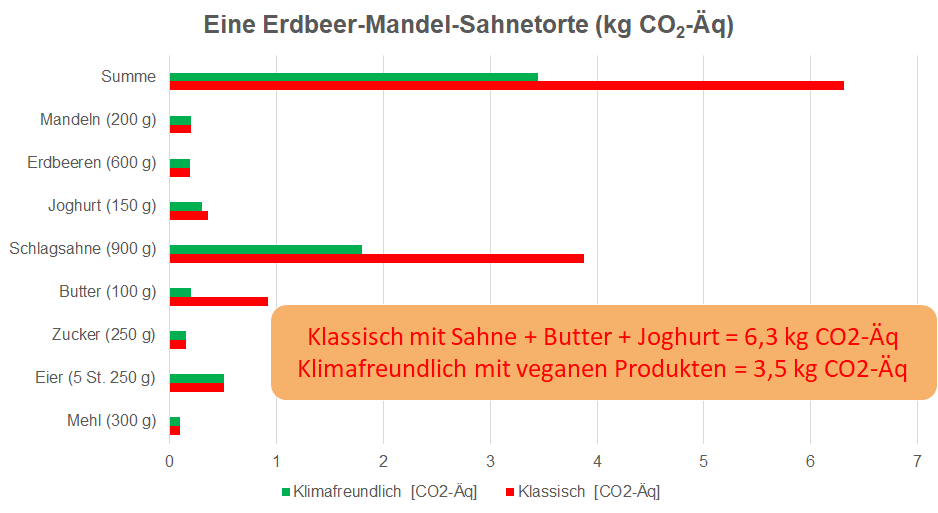 Eine Erdbeer-Mandel-Sahnetorte (kg CO₂-Äq)
Summe
Mandeln (200 g)
Erdbeeren (600 g)
Joghurt (150 g)
Schlagsahne (900 g)
Butter (100 g)
Zucker (250 g)
Eier (5 St. 250 g)
Mehl (300 g)
Klassisch mit Sahne + Butter + Joghurt = 6,3 kg CO2-Äq
Klimafreundlich mit veganen Produkten = 3,5 kg CO2-Äq
0 1 2 3 4 5 6 7
Klimafreundlich [CO2-Äq] Klassisch [CO2-Äq]